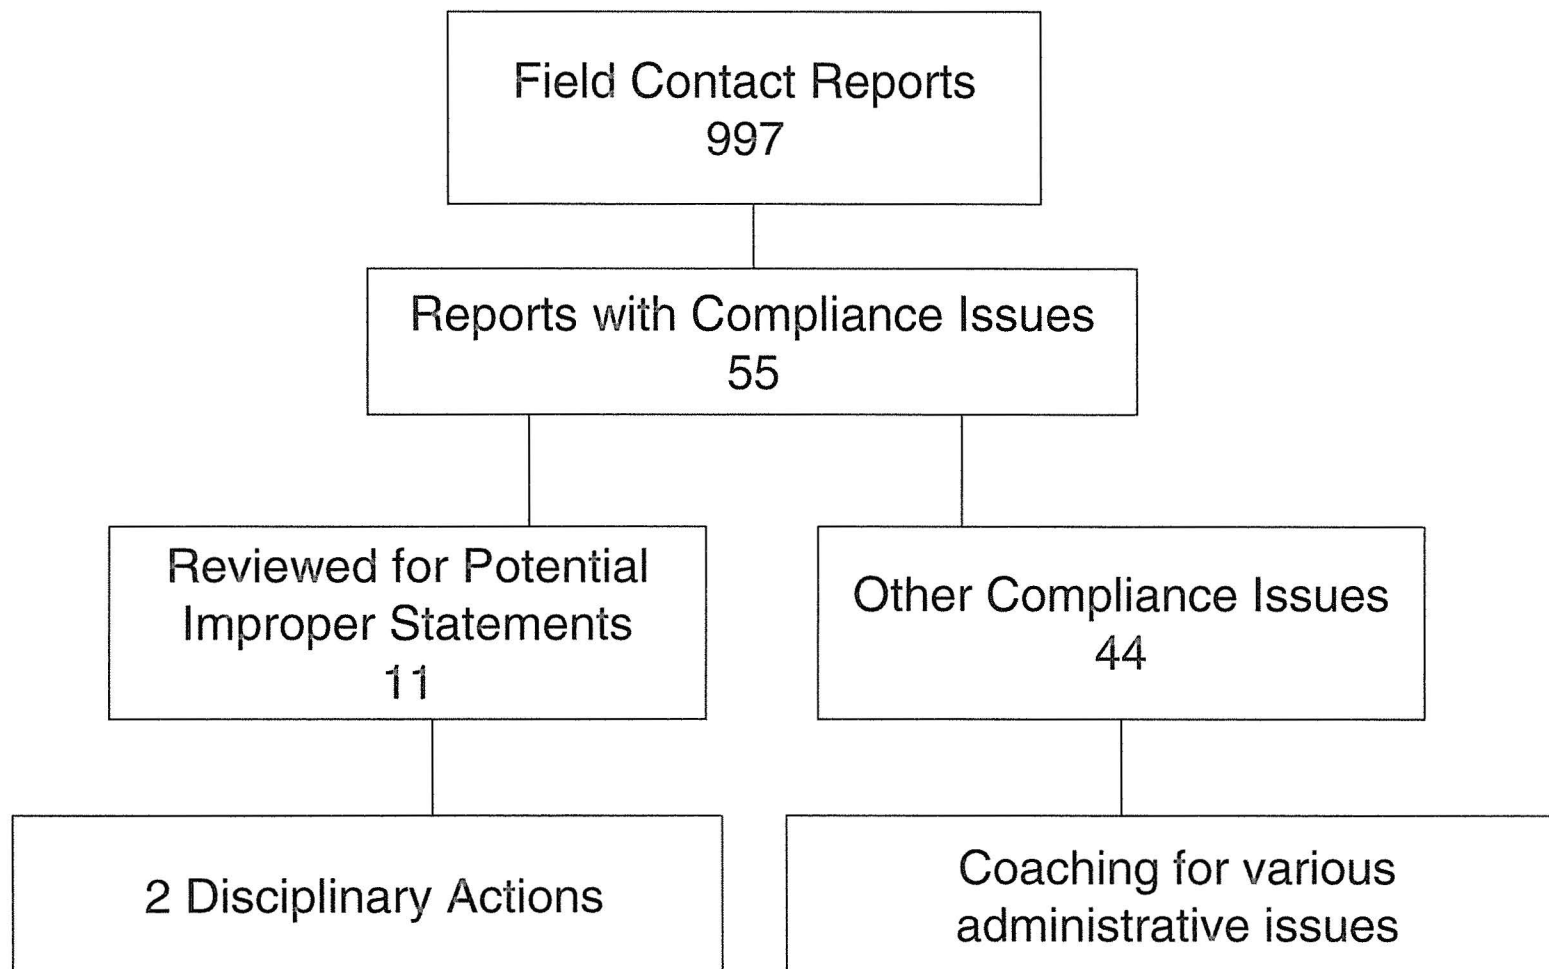 Field Contact Reports
997
Reports with Compliance Issues
55
Reviewed for Potential
Improper Statements
11
Other Compliance Issues
44
2 Disciplinary Actions
Coaching for various
administrative issues